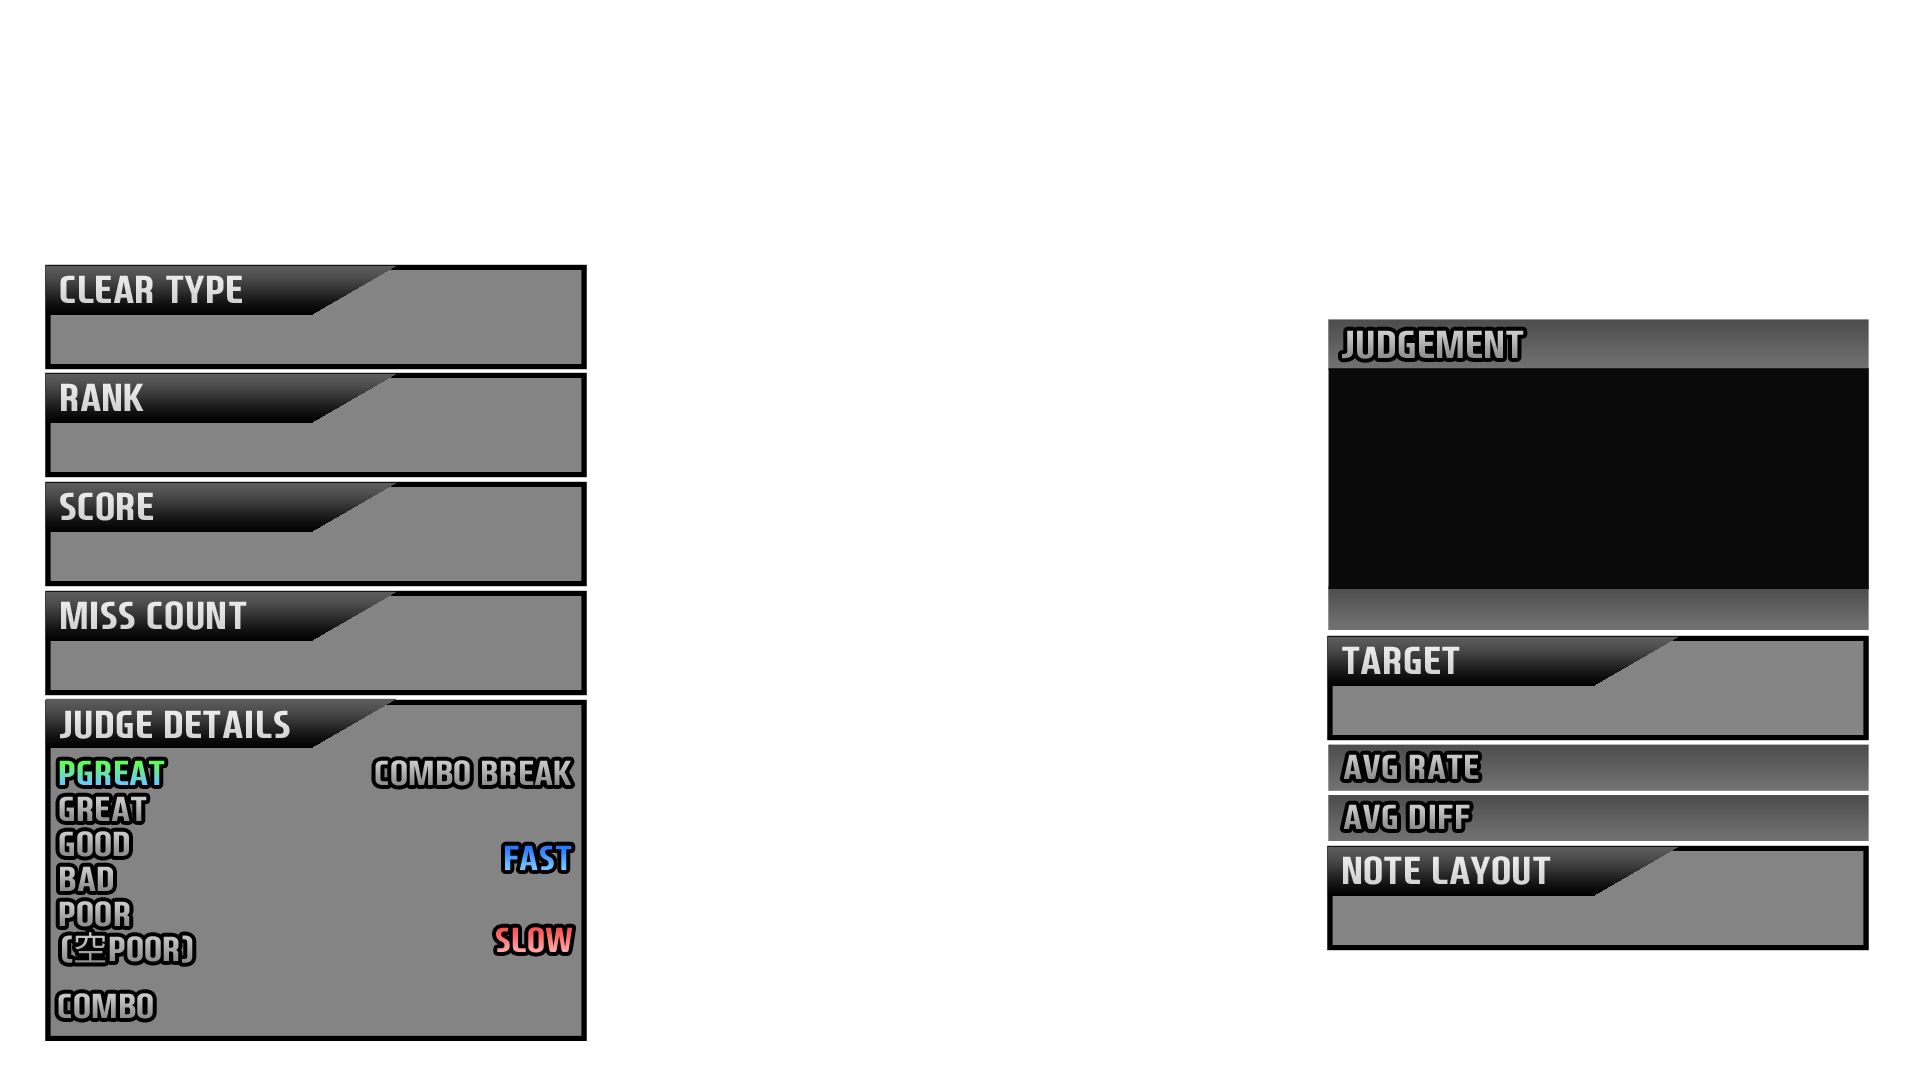 CLEAR TYPE
RANK
SCORE
MISS COUNT
JUDGE DETAILS
PGREAT
COMBO BREAK
GREAT
GOOD
FAST
BAD
POOR
SLOW
(空POOR)
COMBO
JUDGEMENT
TARGET
AVG RATE
AVG DIFF
NOTE LAYOUT